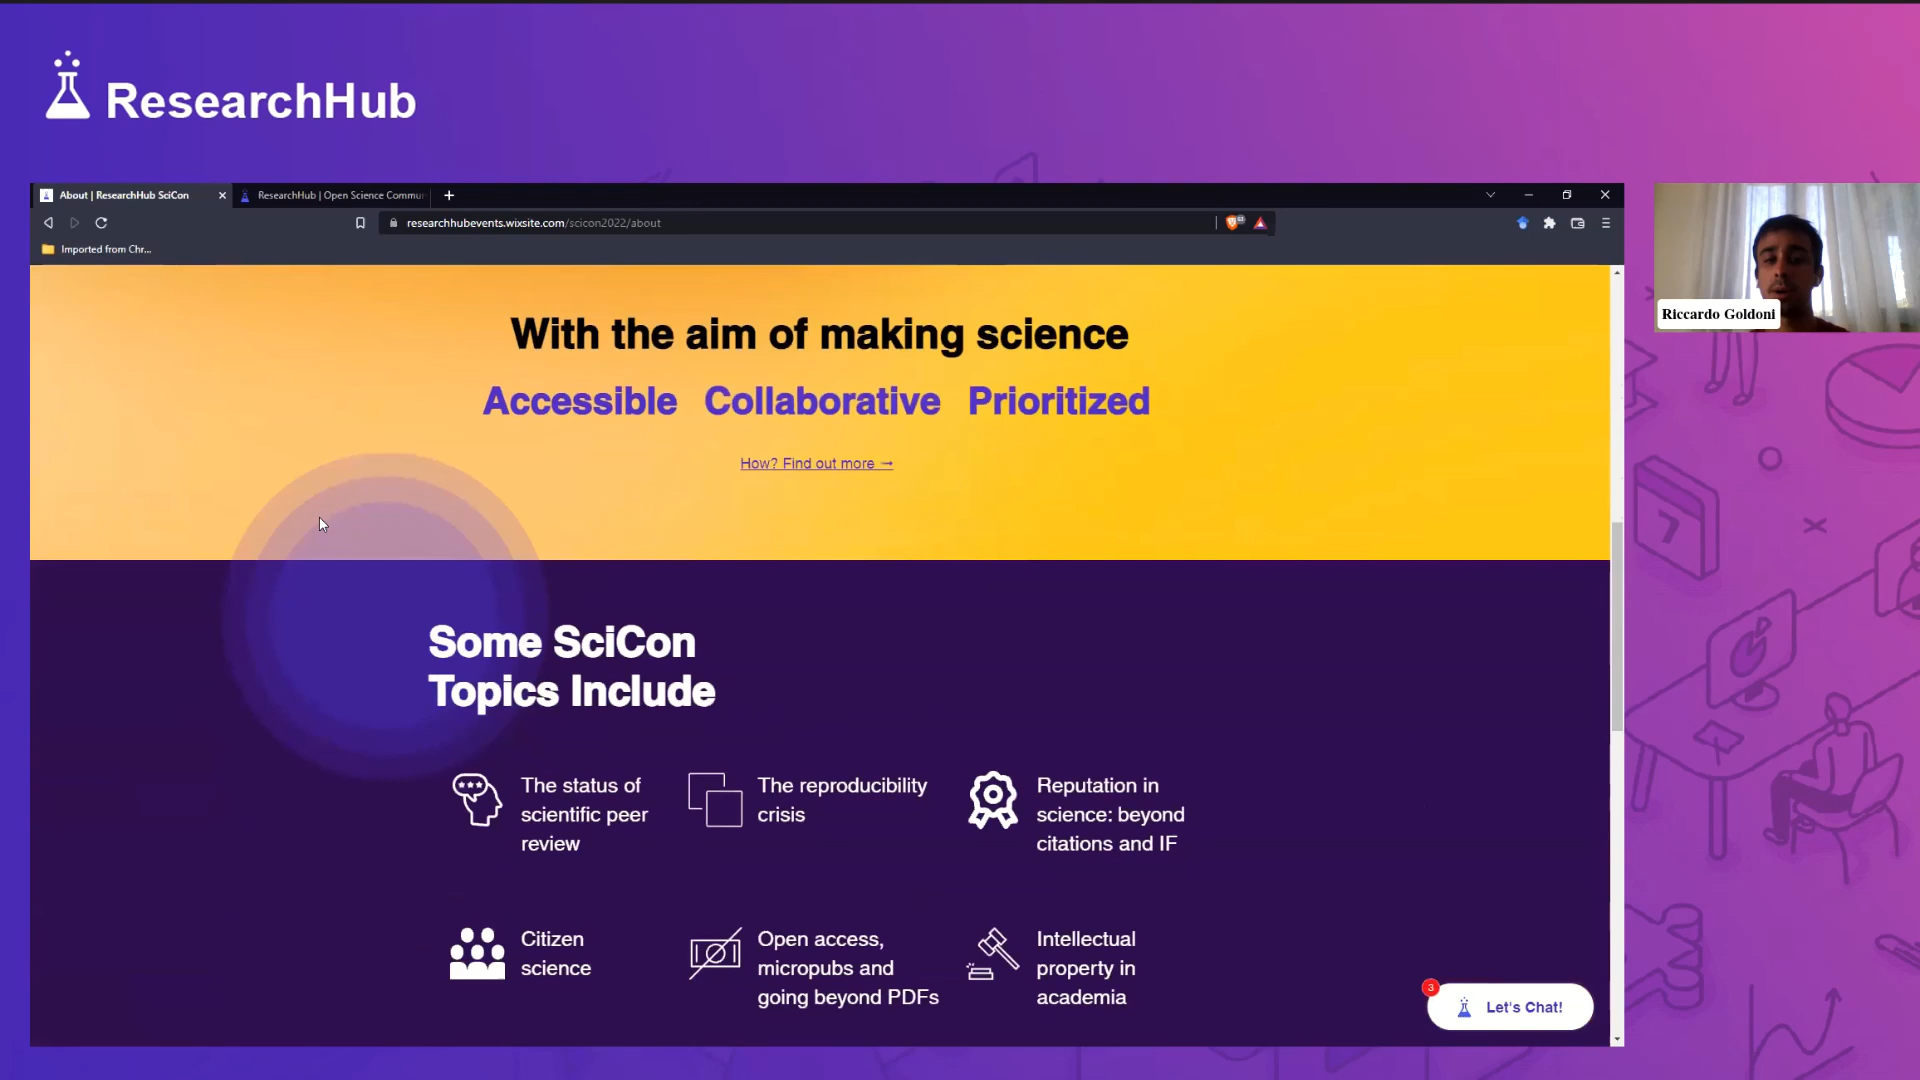 ResearchHub
About | ResearchHub SciCon
ResearchHub | Open Science Commu
researchhubevents.wixsite.com/scicon2022/about
Imported from Chr...
With the aim of making science
Accessible Collaborative Prioritized
How? Find out more →
Riccardo Goldoni
Some SciCon
Topics Include
The status of
scientific peer
review
The reproducibility
crisis
Reputation in
science: beyond
citations and IF
Citizen
science
Open access,
micropubs and
going beyond PDFs
Intellectual
property in
academia
3
Let's Chat!
7